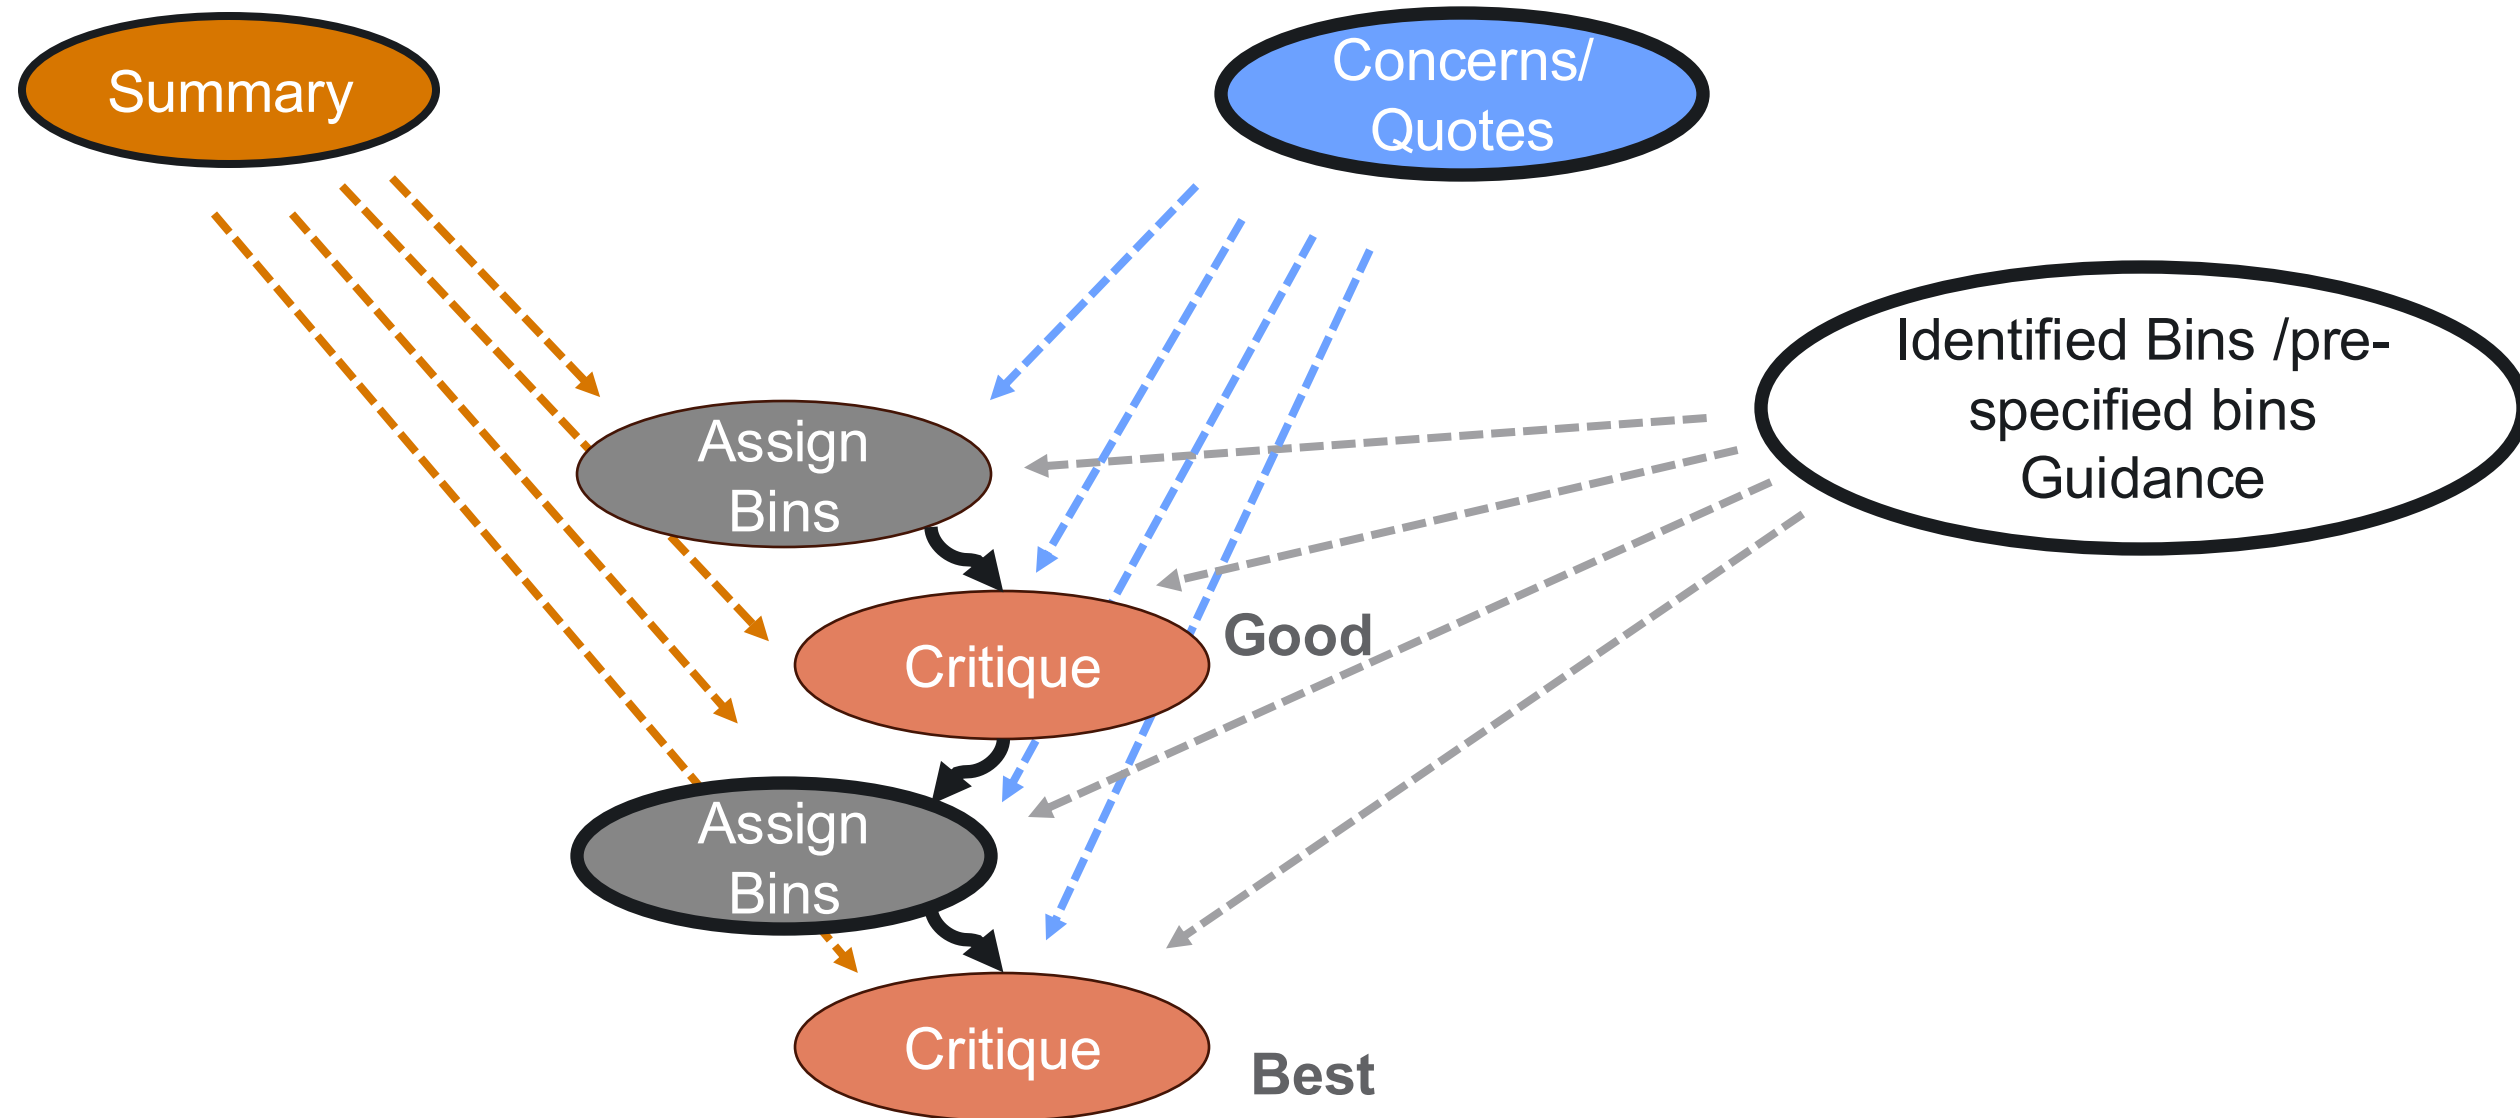 Summary
Concerns/
Quotes
Identified Bins /pre-
specified bins
Guidance
Assign
Bins
Critique
Good
Assign
Bins
Critique
Best